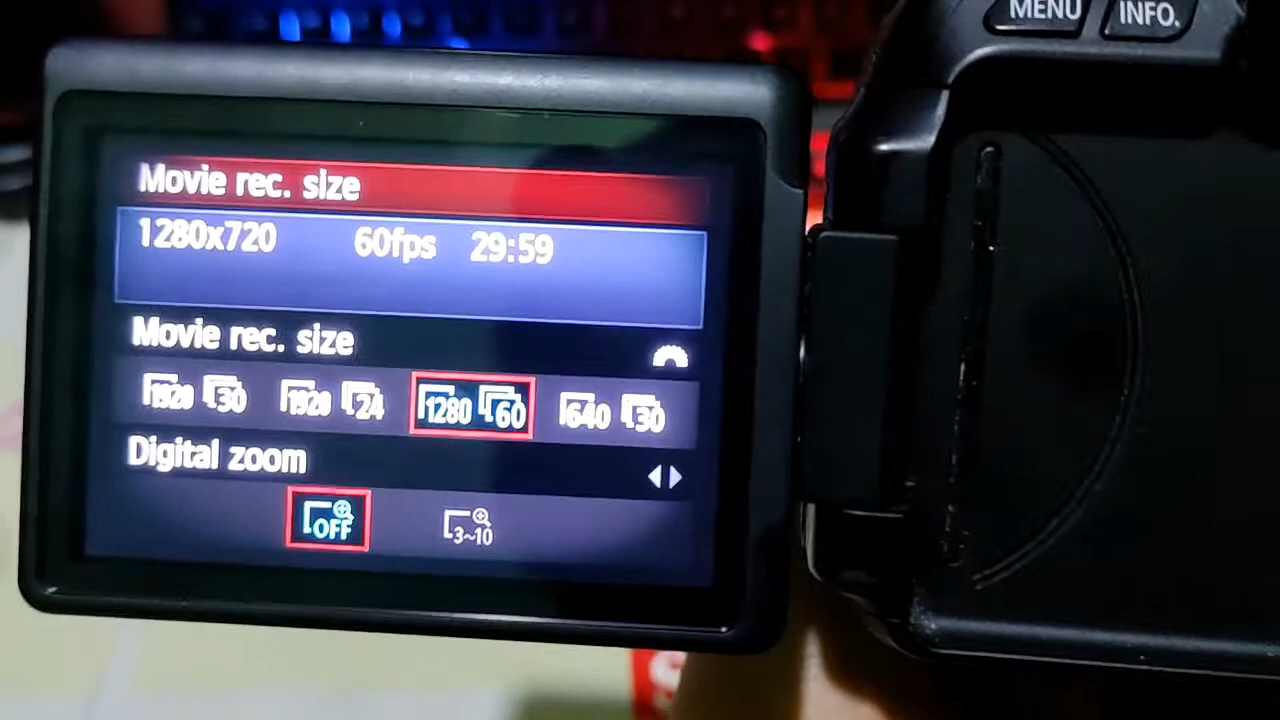 MENU INFO.
Movie rec. size
1280x720 60fps 29:59
Movie rec. size
1920 30 1920 24 1280 60 640 30
Digital zoom
OFF 3~10